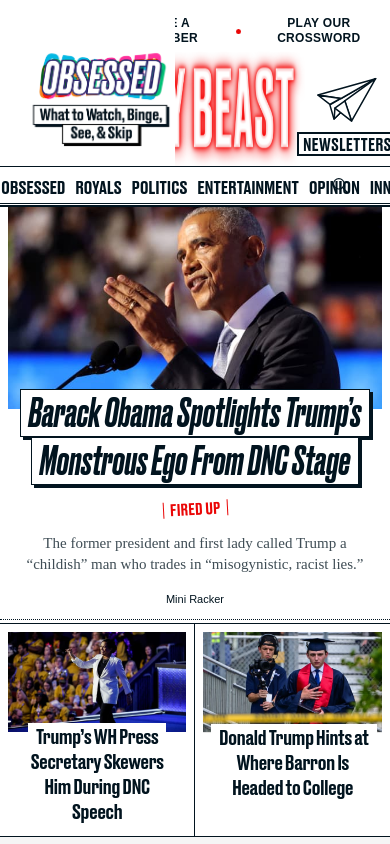 E A
BER
PLAY OUR
CROSSWORD
OBSESSED
What to Watch, Binge,
See, & Skip
Y BEAST
NEWSLETTERS
OBSESSED ROYALS POLITICS ENTERTAINMENT OPINION INN
Barack Obama Spotlights Trump’s
Monstrous Ego From DNC Stage
FIRED UP
The former president and first lady called Trump a
“childish” man who trades in “misogynistic, racist lies.”
Mini Racker
Trump’s WH Press
Secretary Skewers
Him During DNC
Speech
Donald Trump Hints at
Where Barron Is
Headed to College